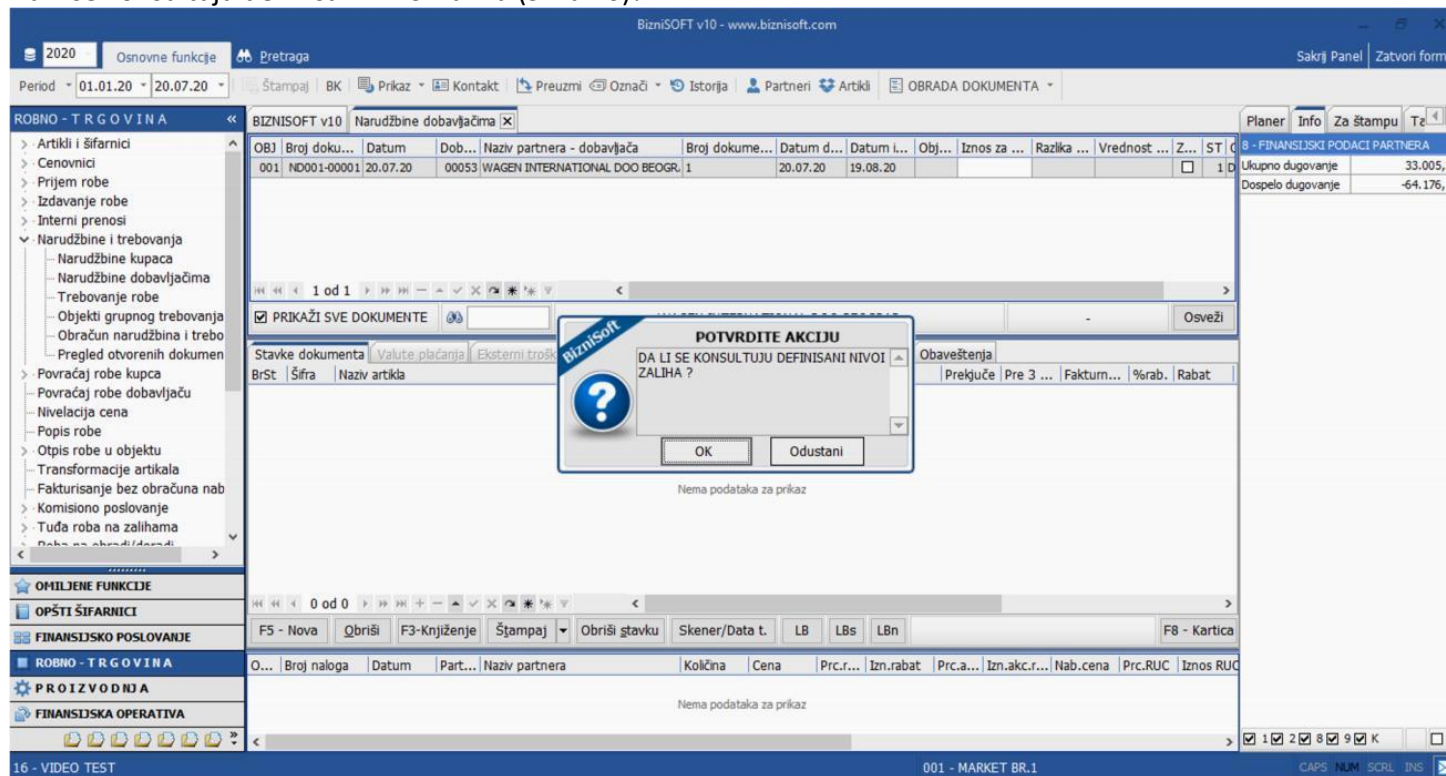 BizniSOFT v10 - www.biznisoft.com
2020 Osnovne funkcije Pretraga Sakrij Panel Zatvori form
Period 01.01.20 20.07.20 Štampaj BK Prikaz Kontakt Preuzmi Označi Istorija Partneri Artikli OBRADA DOKUMENTA
ROBNO - T R G O V I N A «
Artikli i šifarnici
Cenovnici
Prijem robe
Izdavanje robe
Interni prenosi
Narudžbine i trebovanja
Narudžbine kupaca
Narudžbine dobavljačima
Trebovanje robe
Objekti grupnog trebovanja
Obračun narudžbina i trebo
Pregled otvorenih dokumen
Povraćaj robe kupca
Povraćaj robe dobavljaču
Nivelacija cena
Popis robe
Otpis robe u objektu
Transformacije artikala
Fakturisanje bez obračuna nab
Komisiono poslovanje
Tuđa roba na zalihama
OMILJENE FUNKCIJE
OPŠTI ŠIFARNICI
FINANSIJSKO POSLOVANJE
ROBNO - T R G O V I N A
P R O I Z V O D NJ A
FINANSIJSKA OPERATIVA
BIZNISOFT v10 Narudžbine dobavljačima
OBJ Broj doku... Datum Dob... Naziv partnera - dobavljača Broj dokume... Datum d... Datum i... Obj... Iznos za ... Razlika ... Vrednost ... Z... ST
001 ND001-00001 20.07.20 00053 WAGEN INTERNATIONAL DOO BEOGR. 1 20.07.20 19.08.20 1 D
1 od 1
PRIKAŽI SVE DOKUMENTE - Osveži
BizniSoft
POTVRDITE AKCIJU
DA LI SE KONSULTUJU DEFINISANI NIVOI
ZALIHA ?
OK Odustani
Stavke dokumenta Valute plaćanja Eksterni trošk Obaveštenja
BrSt Šifra Naziv artikla Prekjuče Pre 3 ... Fakturn... %rab. Rabat
Nema podataka za prikaz
0 od 0
F5 - Nova Obriši F3-Knjiženje Štampaj Obriši stavku Skener/Data t. LB LBs LBn F8 - Kartica
O... Broj naloga Datum Part... Naziv partnera Količina Cena Prc.r... Izn.rabat Prc.a... Izn.akc.r... Nab.cena Prc.RUC Iznos RUC
Nema podataka za prikaz
Planer Info Za štampu Ta
8 - FINANSIJSKI PODACI PARTNERA
Ukupno dugovanje 33.005,
Dospelo dugovanje -64.176,
1 2 8 9 K
16 - VIDEO TEST 001 - MARKET BR.1 CAPS NUM SCRL INS